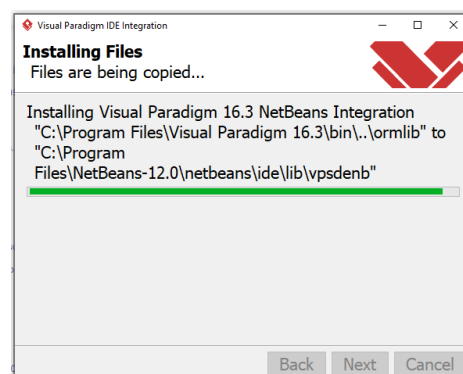 Visual Paradigm IDE Integration
Installing Files
Files are being copied...
Installing Visual Paradigm 16.3 NetBeans Integration
"C:\Program Files\Visual Paradigm 16.3\bin\..\ormlib" to
"C:\Program
Files\NetBeans-12.0\netbeans\ide\lib\vpsdenb"
Back Next Cancel